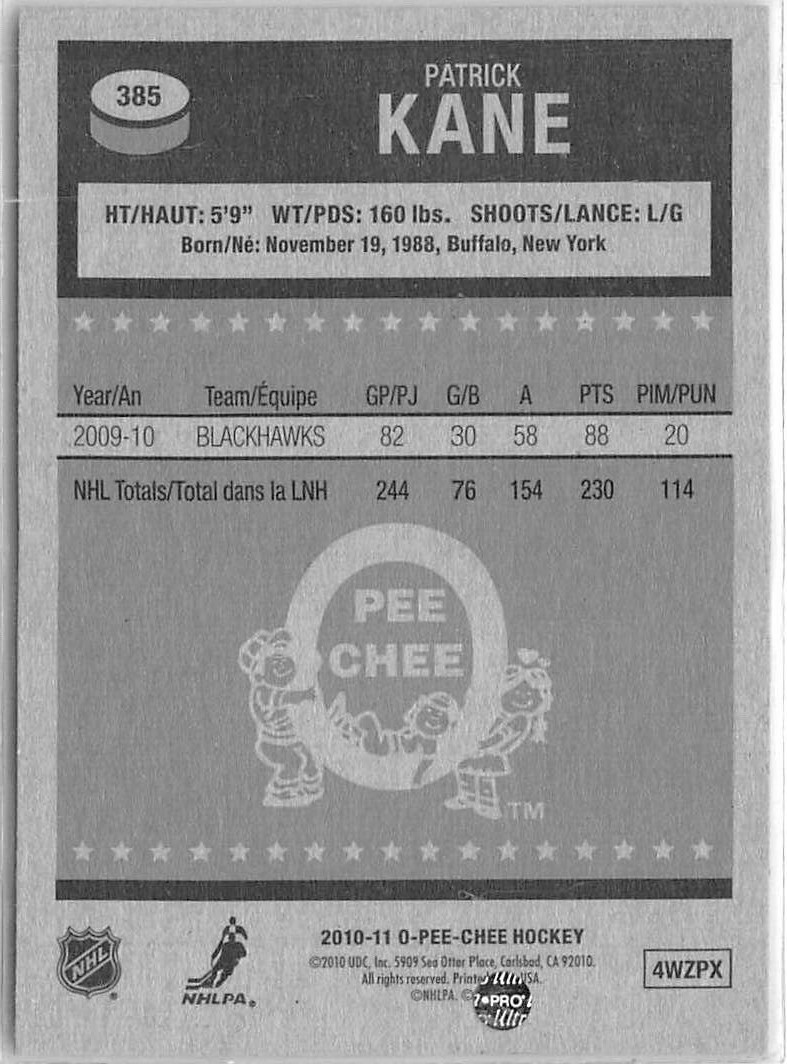 385
PATRICK
KANE
HT/HAUT: 5'9" WT/PDS: 160 lbs. SHOOTS/LANCE: L/G
Born/Né: November 19, 1988, Buffalo, New York
Year/An Team/Équipe GP/PJ G/B A PTS PIM/PUN
2009-10 BLACKHAWKS 82 30 58 88 20
NHL Totals/Total dans la LNH 244 76 154 230 114
PEE
CHEE
TM
2010-11 O-PEE-CHEE HOCKEY
©2010 UDC, Inc. 5909 Sea Otter Place, Carlsbad, CA 92010.
All rights reserved. USA.
©NHLPA. ©
NHL
®
NHLPA®
PRO
4WZPX